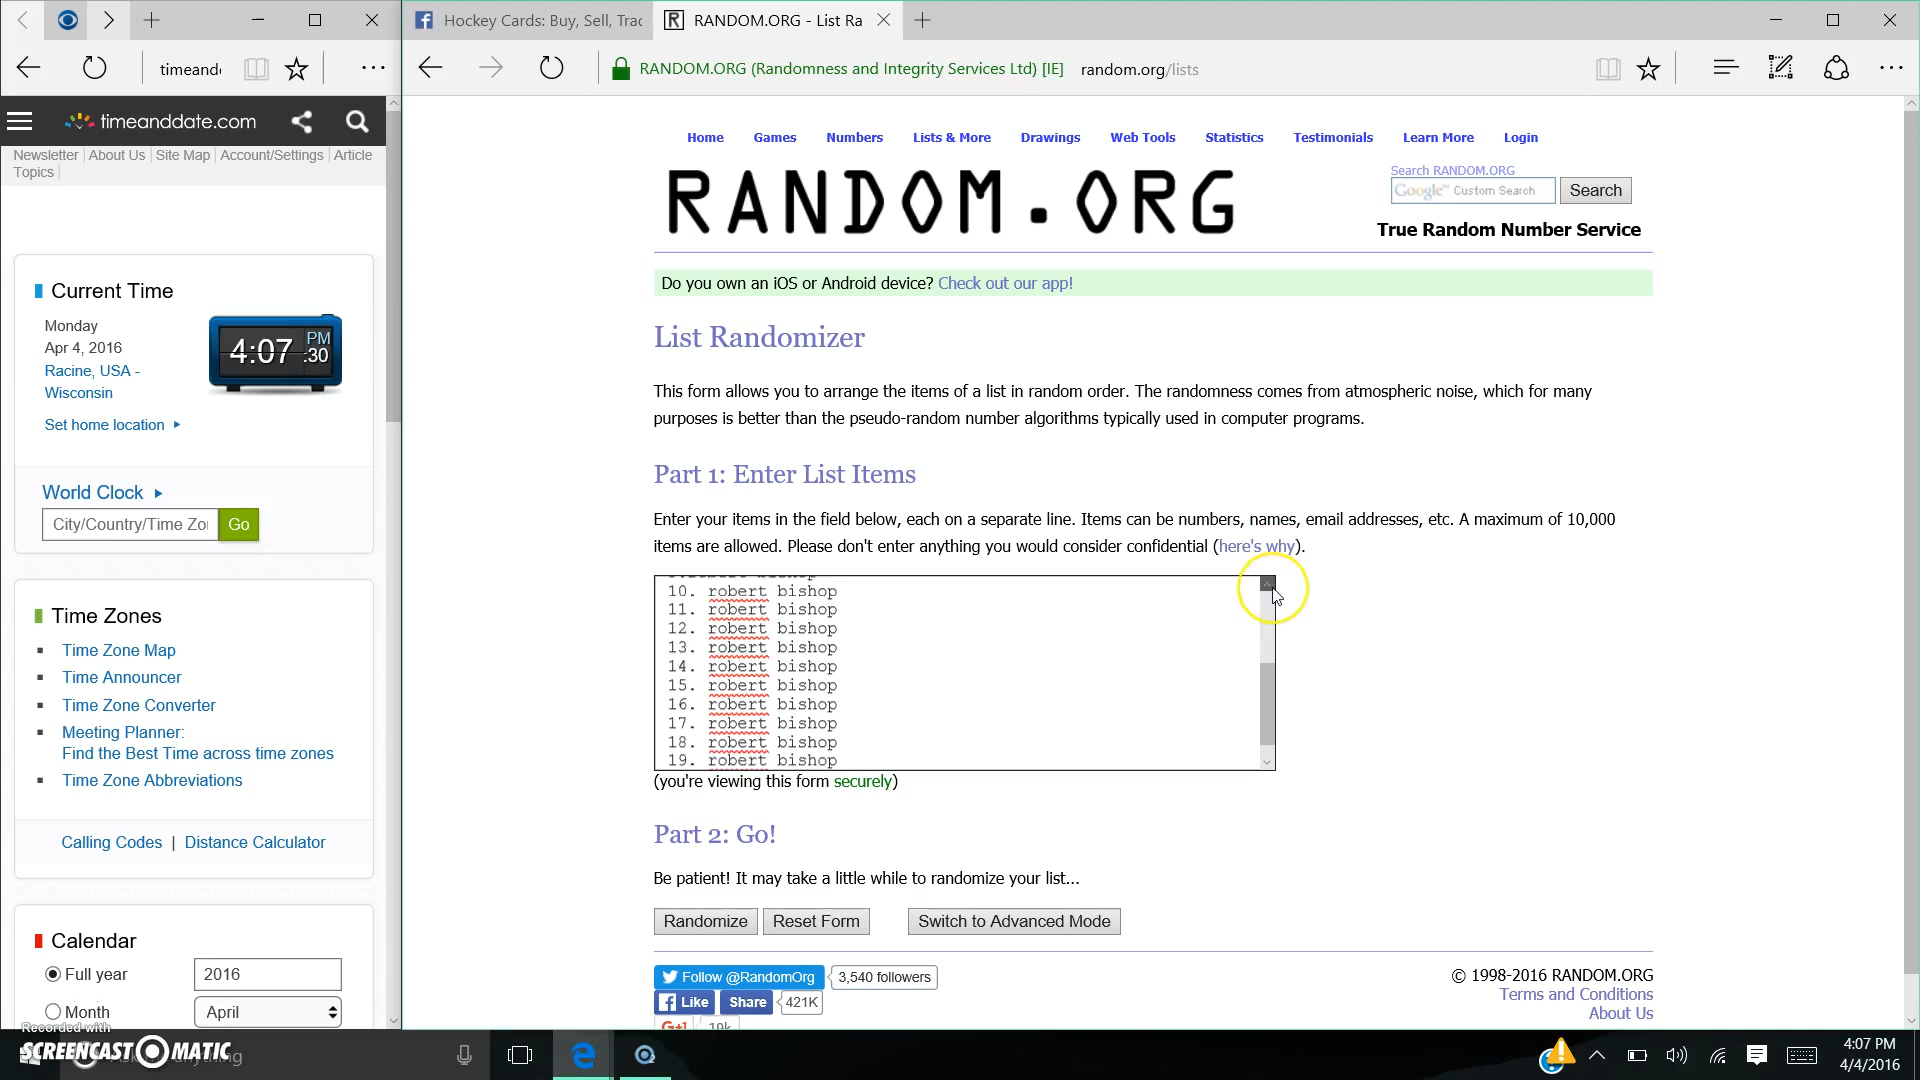 Hockey Cards: Buy, Sell, Trac
RANDOM.ORG - List Ra
timeand
RANDOM.ORG (Randomness and Integrity Services Ltd) [IE]
random.org/lists
timeanddate.com
Newsletter | About Us | Site Map | Account/Settings | Article
Topics |
Current Time
Monday
Apr 4, 2016
Racine, USA -
Wisconsin
4:07 PM :30
Set home location
World Clock
City/Country/Time Zo
Go
Time Zones
Time Zone Map
Time Announcer
Time Zone Converter
Meeting Planner:
Find the Best Time across time zones
Time Zone Abbreviations
Calling Codes | Distance Calculator
Calendar
Full year
2016
Month
April
Recorded with
SCREENCAST-O-MATIC
anything
Home Games Numbers Lists & More Drawings Web Tools Statistics Testimonials Learn More Login
RANDOM.ORG
Search RANDOM.ORG
Google™ Custom Search
Search
True Random Number Service
Do you own an iOS or Android device? Check out our app!
List Randomizer
This form allows you to arrange the items of a list in random order. The randomness comes from atmospheric noise, which for many
purposes is better than the pseudo-random number algorithms typically used in computer programs.
Part 1: Enter List Items
Enter your items in the field below, each on a separate line. Items can be numbers, names, email addresses, etc. A maximum of 10,000
items are allowed. Please don't enter anything you would consider confidential (here's why).
10. robert bishop
11. robert bishop
12. robert bishop
13. robert bishop
14. robert bishop
15. robert bishop
16. robert bishop
17. robert bishop
18. robert bishop
19. robert bishop
(you're viewing this form securely)
Part 2: Go!
Be patient! It may take a little while to randomize your list...
Randomize
Reset Form
Switch to Advanced Mode
Follow @RandomOrg
3,540 followers
Like
Share
421K
19k
© 1998-2016 RANDOM.ORG
Terms and Conditions
About Us
4:07 PM
4/4/2016